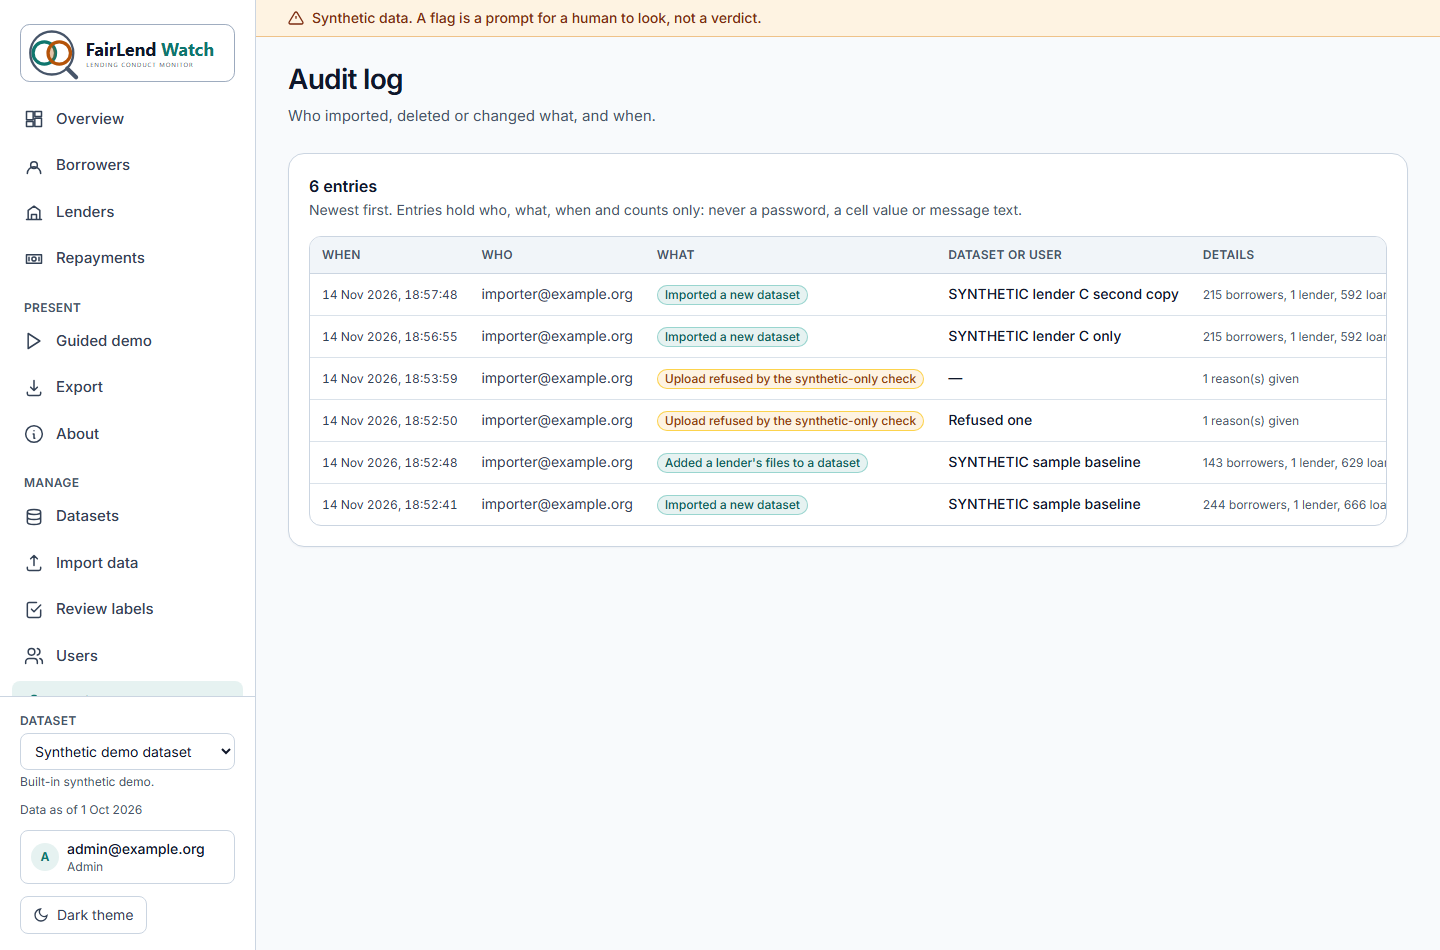 Synthetic data. A flag is a prompt for a human to look, not a verdict.
FairLend Watch
LENDING CONDUCT MONITOR
Overview
Borrowers
Lenders
Repayments
PRESENT
Guided demo
Export
About
MANAGE
Datasets
Import data
Review labels
Users
DATASET
Synthetic demo dataset
Built-in synthetic demo.
Data as of 1 Oct 2026
A
admin@example.org
Admin
Dark theme
Audit log
Who imported, deleted or changed what, and when.
6 entries
Newest first. Entries hold who, what, when and counts only: never a password, a cell value or message text.
WHEN WHO WHAT DATASET OR USER DETAILS
14 Nov 2026, 18:57:48 importer@example.org Imported a new dataset SYNTHETIC lender C second copy 215 borrowers, 1 lender, 592
14 Nov 2026, 18:56:55 importer@example.org Imported a new dataset SYNTHETIC lender C only 215 borrowers, 1 lender, 592
14 Nov 2026, 18:53:59 importer@example.org Upload refused by the synthetic-only check — 1 reason(s) given
14 Nov 2026, 18:52:50 importer@example.org Upload refused by the synthetic-only check Refused one 1 reason(s) given
14 Nov 2026, 18:52:48 importer@example.org Added a lender's files to a dataset SYNTHETIC sample baseline 143 borrowers, 1 lender, 629
14 Nov 2026, 18:52:41 importer@example.org Imported a new dataset SYNTHETIC sample baseline 244 borrowers, 1 lender, 666